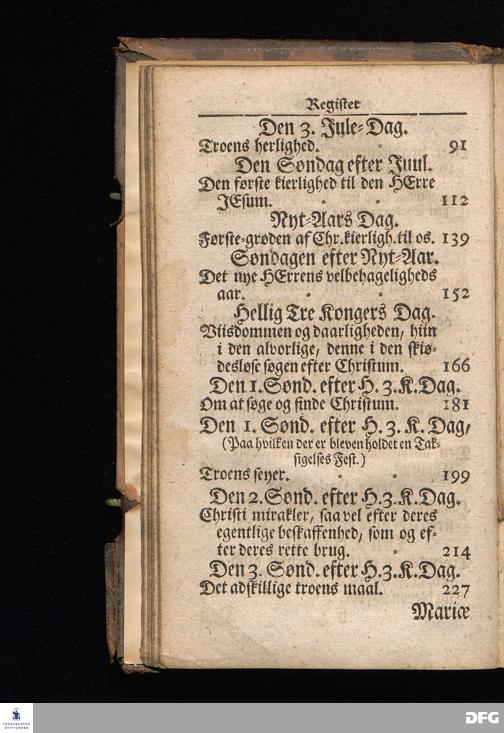 Register
Den 3. Jule-Dag.
Troens herlighed. 91
Den Søndag efter Juul.
Den første kierlighed til den HErre
JEsum. 112
Nyt-Aars Dag.
Første-grøden af Chr. kierligh. til os. 139
Søndagen efter Nyt-Aar.
Det nye HErrens velbehageligheds
aar. 152
Hellig Tre Kongers Dag.
Viisdommen og daarligheden, hiin
i den alvorlige, denne i den skiø-
desløse søgen efter Christum. 166
Den 1. Sønd. efter H. 3. K. Dag.
Om at søge og finde Christum. 181
Den 1. Sønd. efter H. 3. K. Dag,
(Paa hvilken der er bleven holdet en Tak-
sigelses Fest.)
Troens seyer. 199
Den 2. Sønd. efter H. 3. K. Dag.
Christi mirakler, saa vel efter deres
egentlige beskaffenhed, som og ef-
ter deres rette brug. 214
Den 3. Sønd. efter H. 3. K. Dag.
Det adskillige troens maal. 227
Mariæ
FRANCKESCHE
STIFTUNGEN
DFG